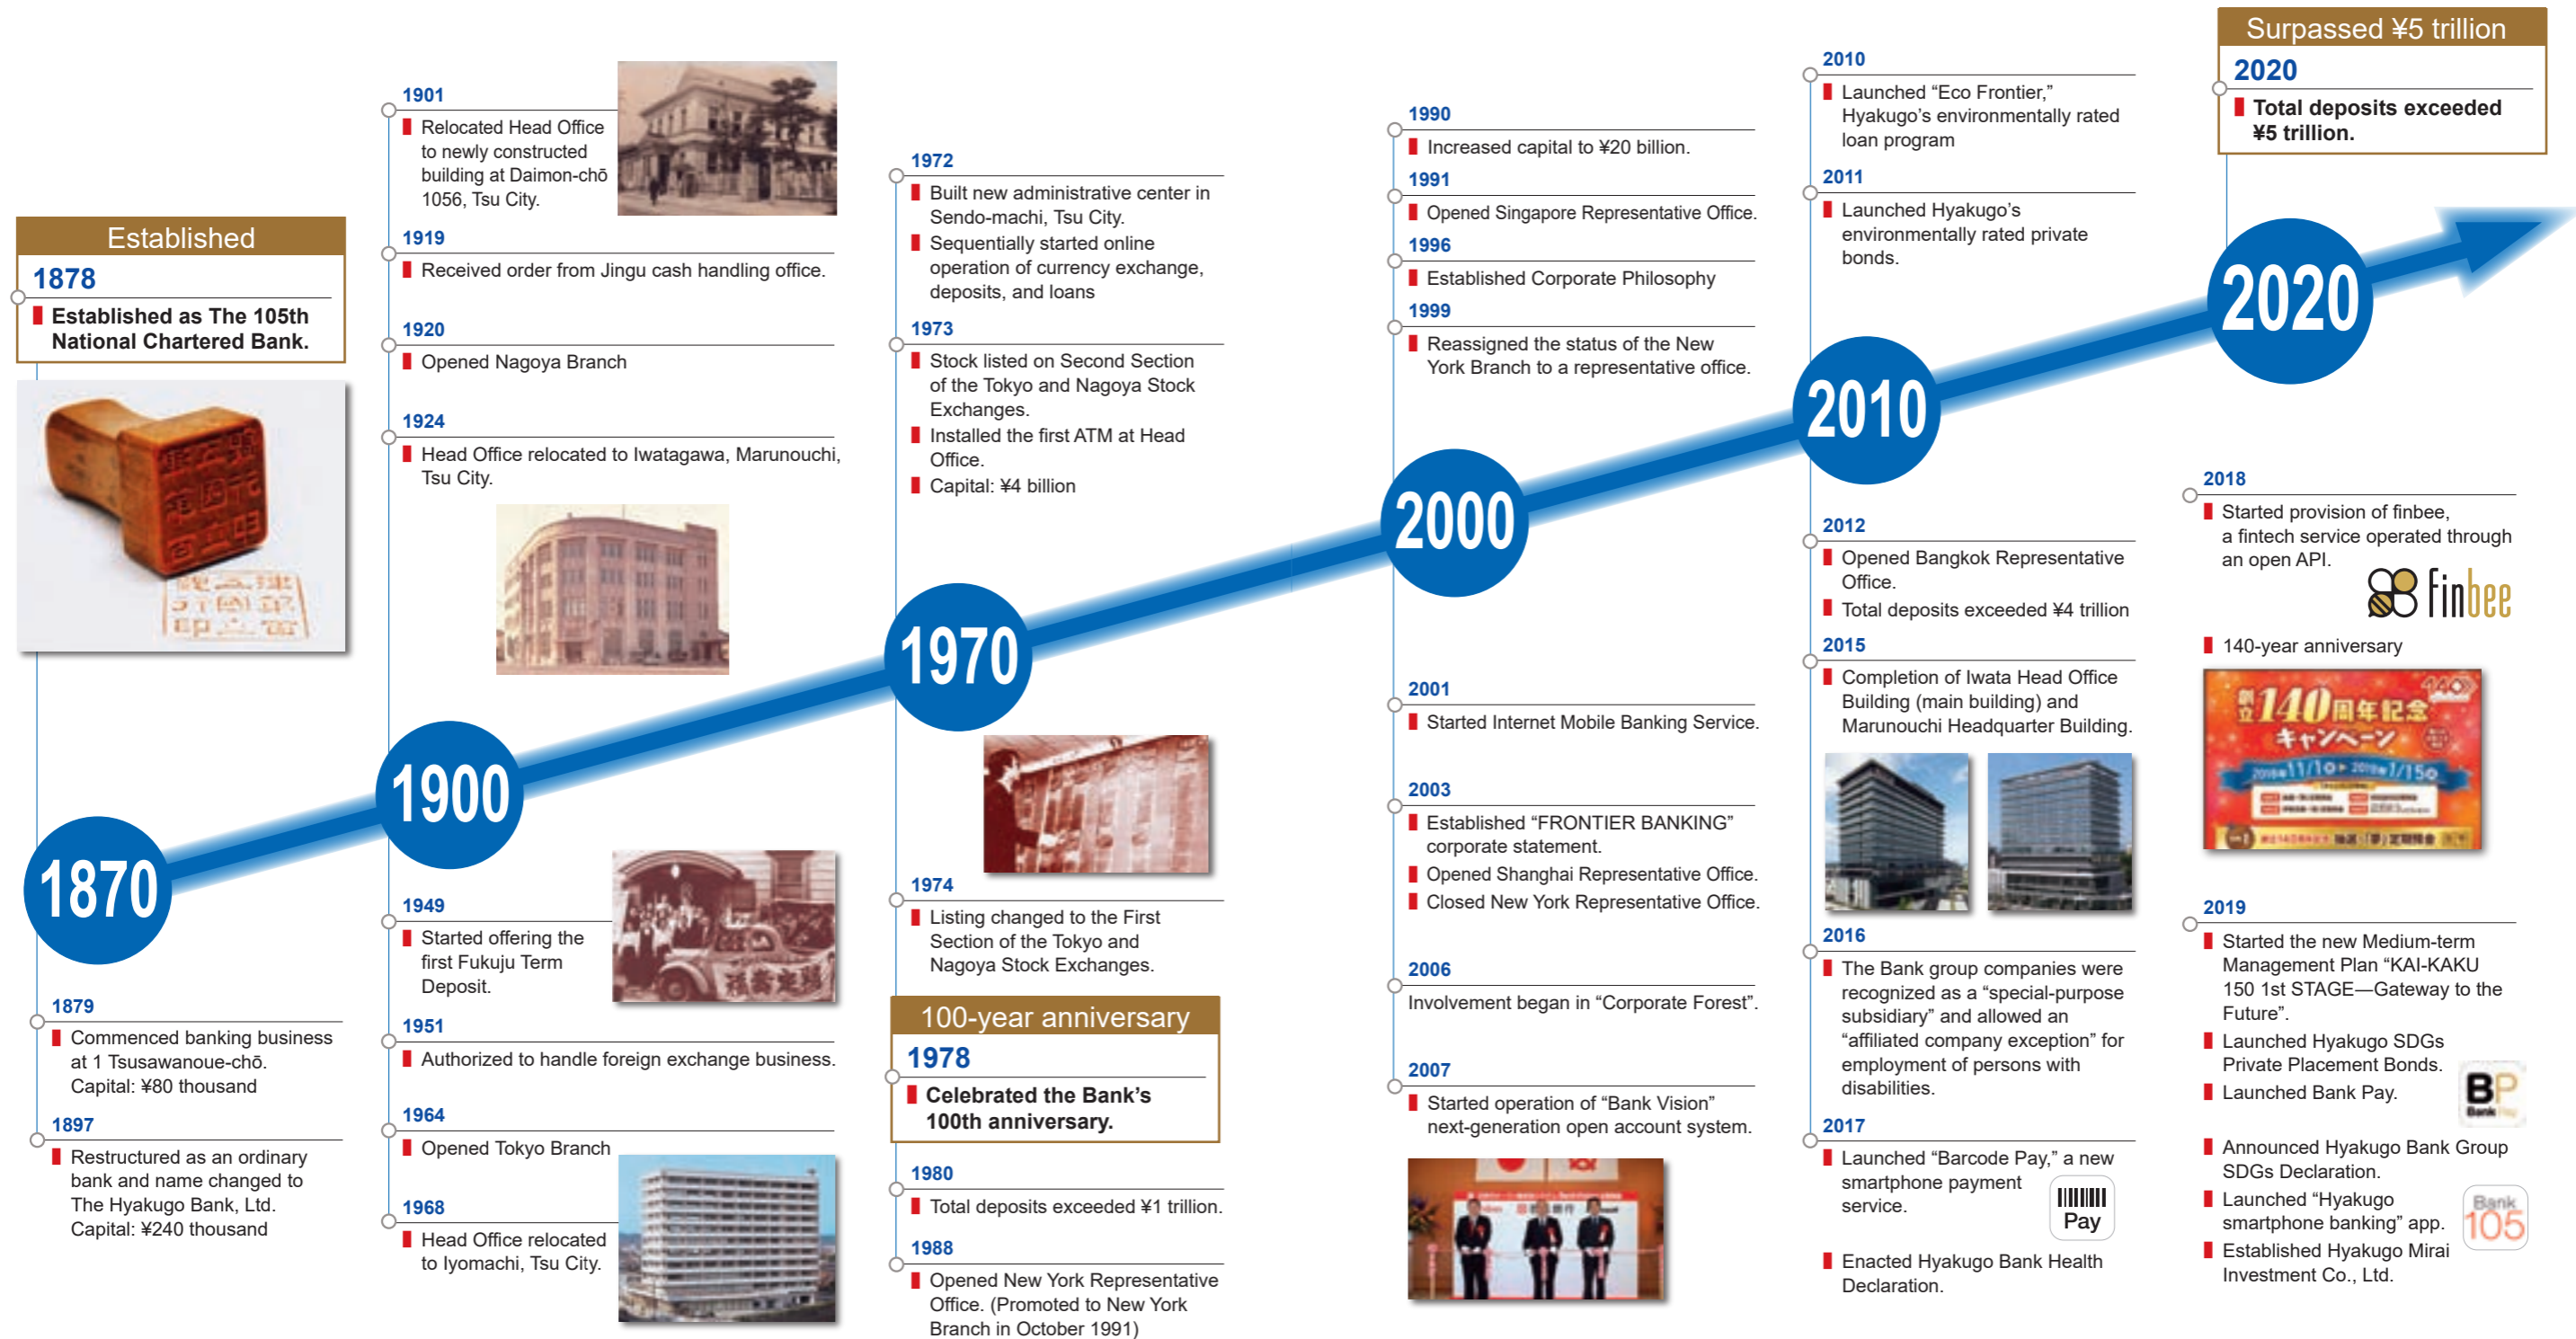 Established
1878
Established as The 105th
National Chartered Bank.
1870
1879
Commenced banking business
at 1 Tsusawanoue-chō.
Capital: ¥80 thousand
1897
Restructured as an ordinary
bank and name changed to
The Hyakugo Bank, Ltd.
Capital: ¥240 thousand
1901
Relocated Head Office
to newly constructed
building at Daimon-chō
1056, Tsu City.
1919
Received order from Jingu cash handling office.
1920
Opened Nagoya Branch
1924
Head Office relocated to Iwatagawa, Marunouchi,
Tsu City.
1900
1949
Started offering the
first Fukuju Term
Deposit.
1951
Authorized to handle foreign exchange business.
1964
Opened Tokyo Branch
1968
Head Office relocated
to Iyomachi, Tsu City.
1972
Built new administrative center in
Sendo-machi, Tsu City.
Sequentially started online
operation of currency exchange,
deposits, and loans
1973
Stock listed on Second Section
of the Tokyo and Nagoya Stock
Exchanges.
Installed the first ATM at Head
Office.
Capital: ¥4 billion
1970
1974
Listing changed to the First
Section of the Tokyo and
Nagoya Stock Exchanges.
100-year anniversary
1978
Celebrated the Bank’s
100th anniversary.
1980
Total deposits exceeded ¥1 trillion.
1988
Opened New York Representative
Office. (Promoted to New York
Branch in October 1991)
1990
Increased capital to ¥20 billion.
1991
Opened Singapore Representative Office.
1996
Established Corporate Philosophy
1999
Reassigned the status of the New
York Branch to a representative office.
2000
2001
Started Internet Mobile Banking Service.
2003
Established “FRONTIER BANKING”
corporate statement.
Opened Shanghai Representative Office.
Closed New York Representative Office.
2006
Involvement began in “Corporate Forest”.
2007
Started operation of “Bank Vision”
next-generation open account system.
2010
Launched “Eco Frontier,”
Hyakugo’s environmentally rated
loan program
2011
Launched Hyakugo’s
environmentally rated private
bonds.
2010
2012
Opened Bangkok Representative
Office.
Total deposits exceeded ¥4 trillion
2015
Completion of Iwata Head Office
Building (main building) and
Marunouchi Headquarter Building.
2016
The Bank group companies were
recognized as a “special-purpose
subsidiary” and allowed an
“affiliated company exception” for
employment of persons with
disabilities.
2017
Launched “Barcode Pay,” a new
smartphone payment
service.
Pay
Enacted Hyakugo Bank Health
Declaration.
Surpassed ¥5 trillion
2020
Total deposits exceeded
¥5 trillion.
2020
2018
Started provision of finbee,
a fintech service operated through
an open API.
finbee
140-year anniversary
創立140周年記念
キャンペーン
2019
Started the new Medium-term
Management Plan “KAI-KAKU
150 1st STAGE—Gateway to the
Future”.
Launched Hyakugo SDGs
Private Placement Bonds.
Launched Bank Pay.
BP
Bank Pay
Announced Hyakugo Bank Group
SDGs Declaration.
Launched “Hyakugo
smartphone banking” app.
Bank
105
Established Hyakugo Mirai
Investment Co., Ltd.